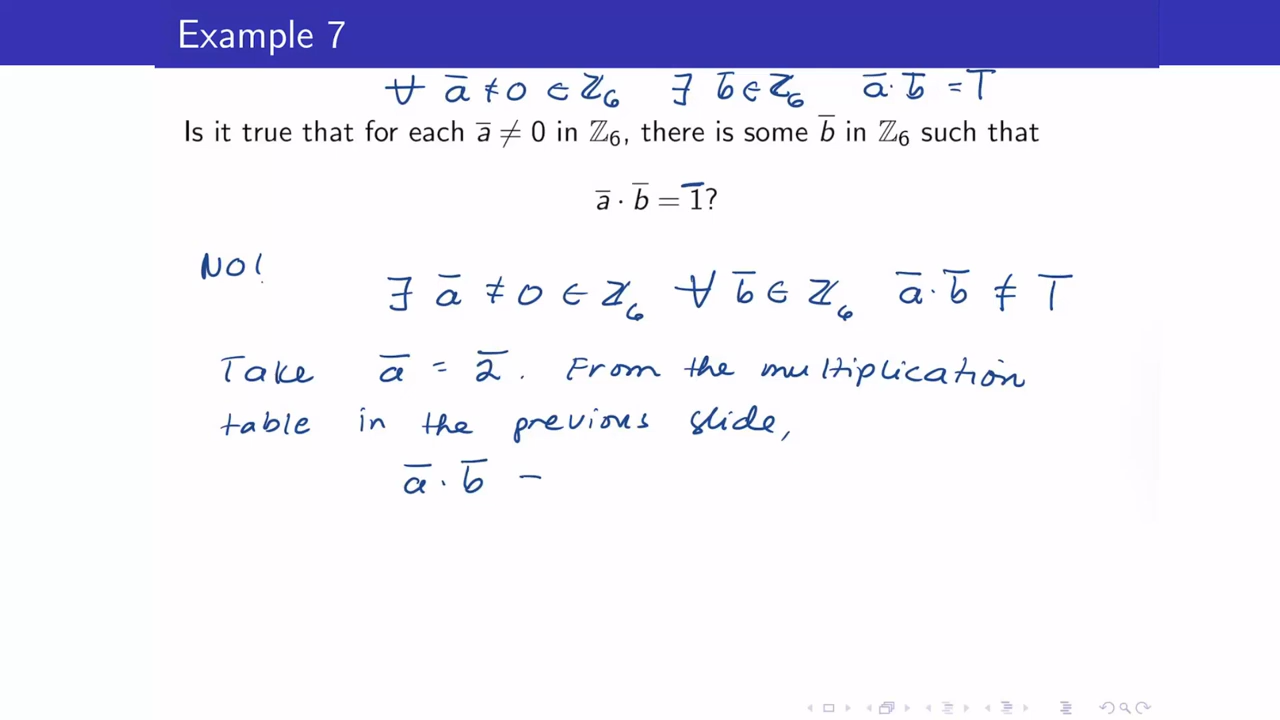 Example 7
∀ a̅ ≠ 0 ∈ ℤ₆ ∃ b̅ ∈ ℤ₆ a̅ · b̅ = 1̅
Is it true that for each a̅ ≠ 0 in ℤ₆, there is some b̅ in ℤ₆ such that
a̅ · b̅ = 1̅?
NO!
∃ a̅ ≠ 0 ∈ ℤ₆ ∀ b̅ ∈ ℤ₆ a̅ · b̅ ≠ 1̅
Take a̅ = 2̅. From the multiplication
table in the previous slide,
a̅ · b̅ –